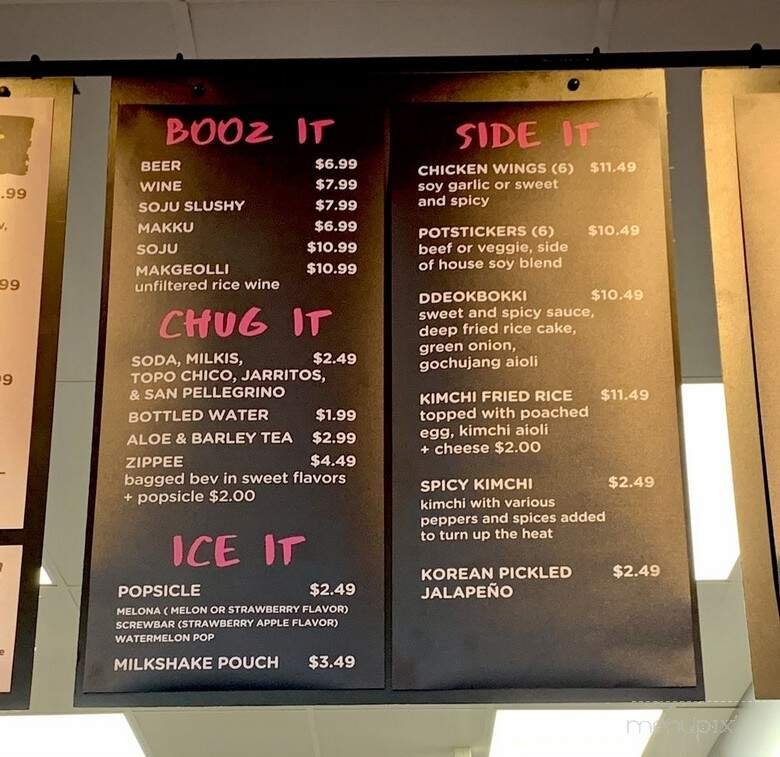 .99
99
9
BOOZ IT
BEER $6.99
WINE $7.99
SOJU SLUSHY $7.99
MAKKU $6.99
SOJU $10.99
MAKGEOLLI $10.99
unfiltered rice wine
CHUG IT
SODA, MILKIS, $2.49
TOPO CHICO, JARRITOS,
& SAN PELLEGRINO
BOTTLED WATER $1.99
ALOE & BARLEY TEA $2.99
ZIPPEE $4.49
bagged bev in sweet flavors
+ popsicle $2.00
ICE IT
POPSICLE $2.49
MELONA ( MELON OR STRAWBERRY FLAVOR)
SCREWBAR (STRAWBERRY APPLE FLAVOR)
WATERMELON POP
MILKSHAKE POUCH $3.49
SIDE IT
CHICKEN WINGS (6) $11.49
soy garlic or sweet
and spicy
POTSTICKERS (6) $10.49
beef or veggie, side
of house soy blend
DDEOKBOKKI $10.49
sweet and spicy sauce,
deep fried rice cake,
green onion,
gochujang aioli
KIMCHI FRIED RICE $11.49
topped with poached
egg, kimchi aioli
+ cheese $2.00
SPICY KIMCHI $2.49
kimchi with various
peppers and spices added
to turn up the heat
KOREAN PICKLED $2.49
JALAPEÑO
menupix